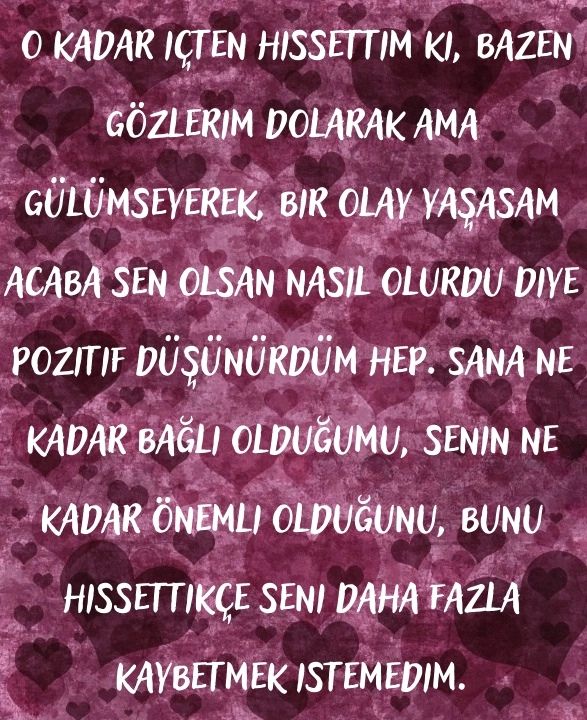 O KADAR IÇTEN HISSETTIM KI, BAZEN
GÖZLERIM DOLARAK AMA
GÜLÜMSEYEREK, BIR OLAY YAŞASAM
ACABA SEN OLSAN NASIL OLURDU DIYE
POZITIF DÜŞÜNÜRDÜM HEP. SANA NE
KADAR BAĞLI OLDUĞUMU, SENIN NE
KADAR ÖNEMLI OLDUĞUNU, BUNU
HISSETTIKÇE SENI DAHA FAZLA
KAYBETMEK ISTEMEDIM.